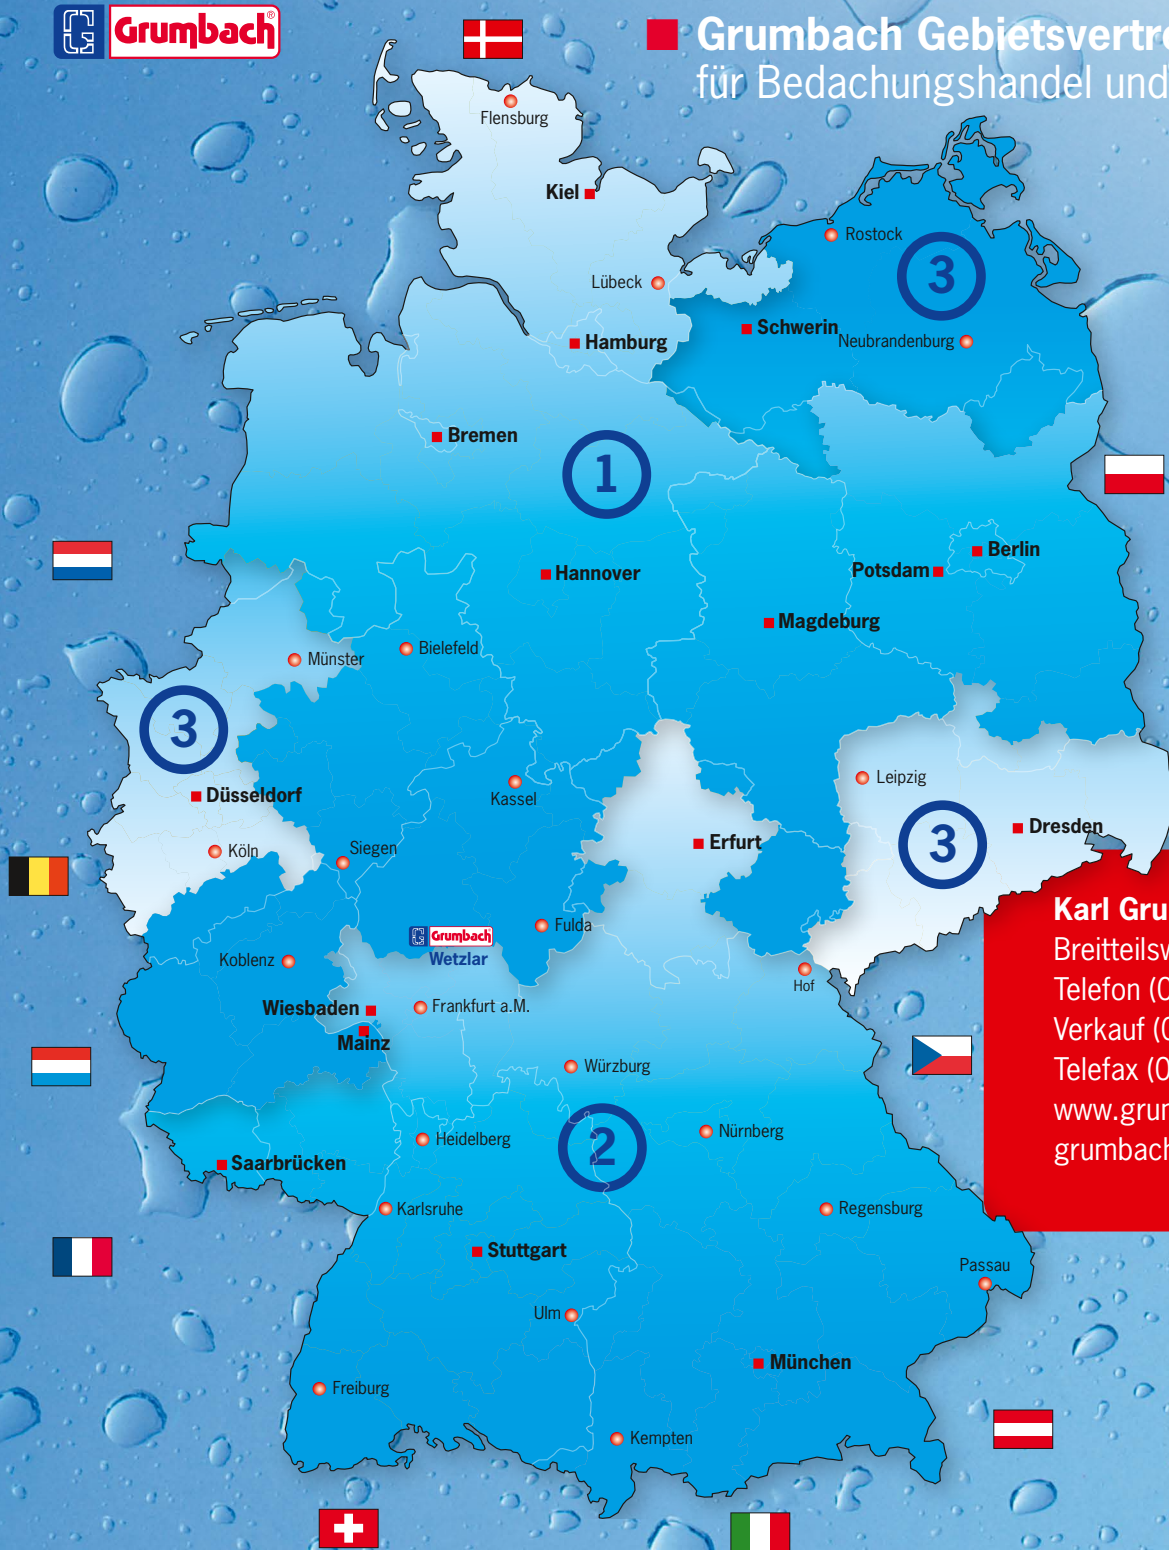 Grumbach®
Grumbach Gebietsvertre
für Bedachungshandel und
Flensburg
Kiel
Rostock
3
Lübeck
Schwerin
Neubrandenburg
Hamburg
Bremen
1
Berlin
Hannover
Potsdam
Magdeburg
Bielefeld
Münster
3
Leipzig
Düsseldorf
Kassel
Dresden
Erfurt
3
Köln
Siegen
Karl Gru
Fulda
Grumbach
Wetzlar
Breitteilsw
Koblenz
Hof
Telefon (0
Wiesbaden
Frankfurt a.M.
Mainz
Verkauf (0
Würzburg
Telefax (0
www.grun
Nürnberg
Heidelberg
2
grumbach
Saarbrücken
Karlsruhe
Regensburg
Stuttgart
Passau
Ulm
München
Freiburg
Kempten